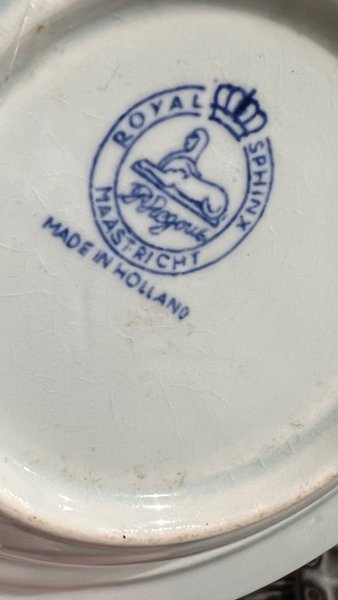 ROYAL SPHINX
P. Regout
MAASTRICHT
MADE IN HOLLAND